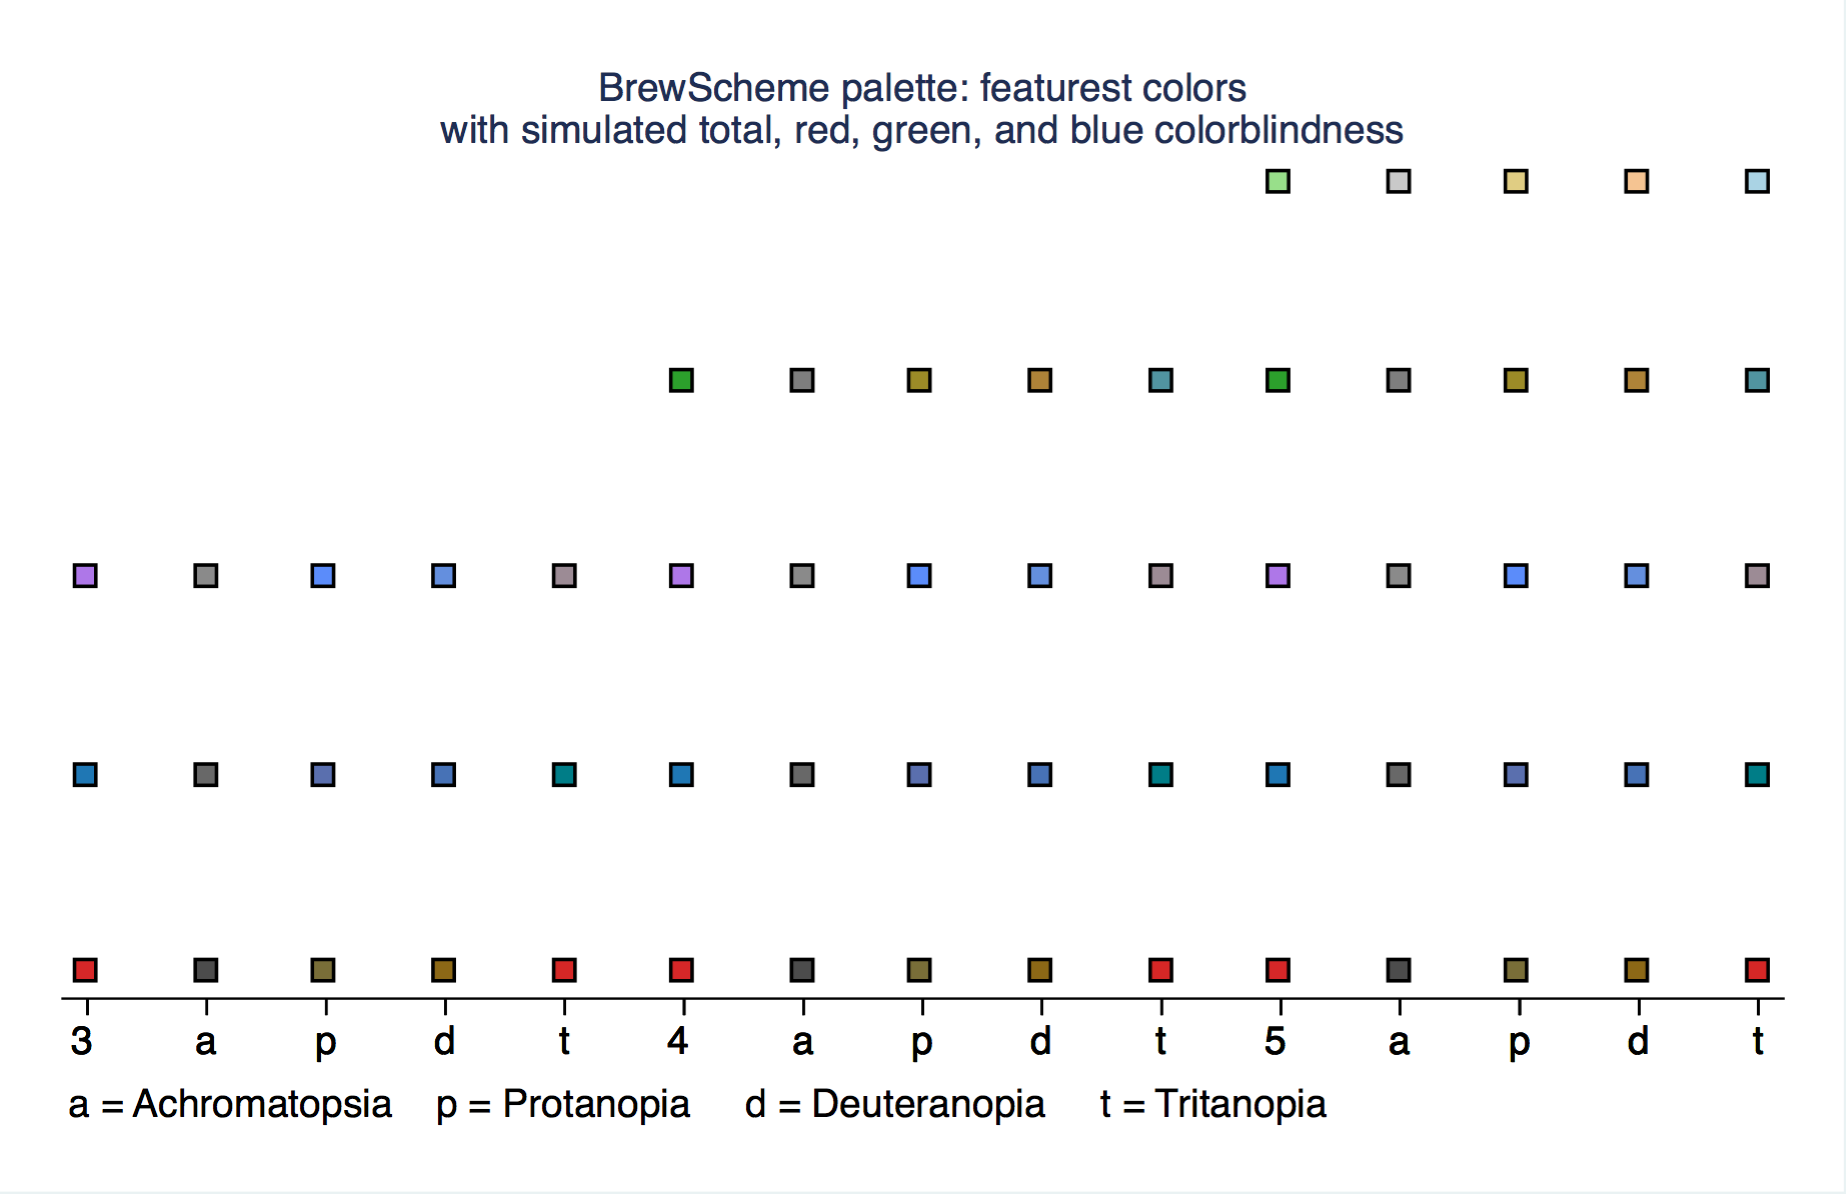 BrewScheme palette: featurest colors
with simulated total, red, green, and blue colorblindness
3 a p d t 4 a p d t 5 a p d t
a = Achromatopsia p = Protanopia d = Deuteranopia t = Tritanopia